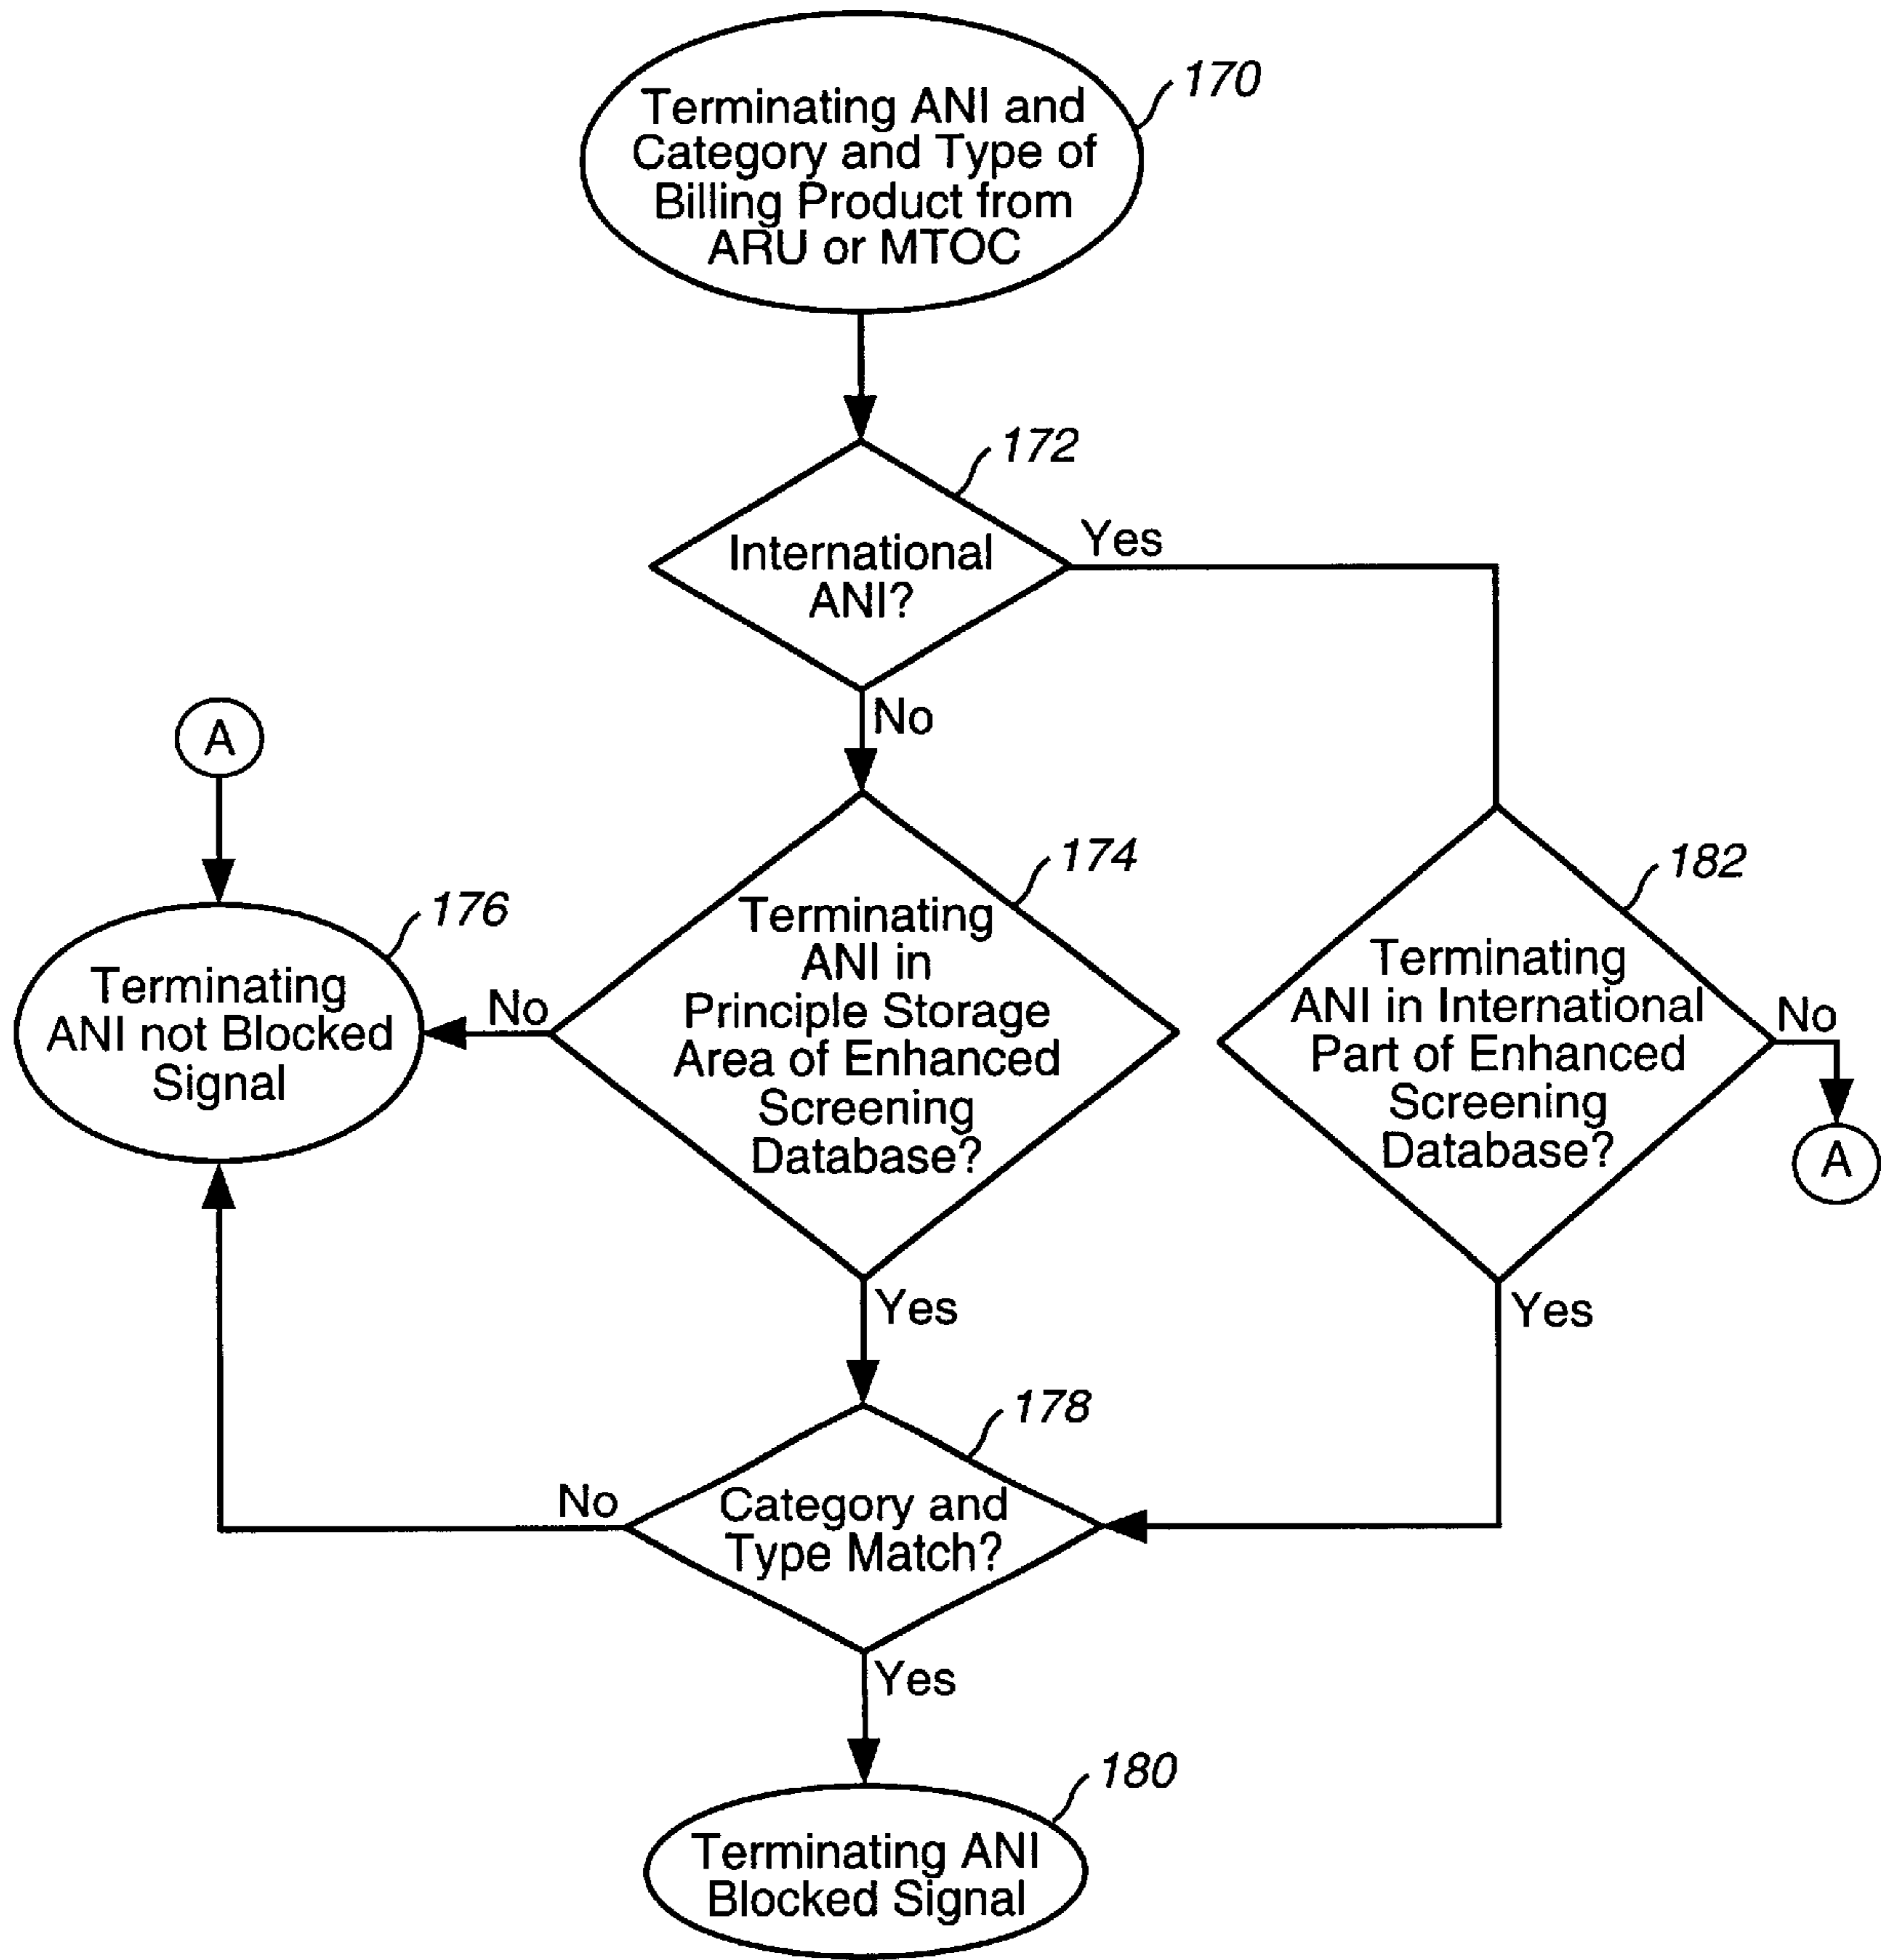 Terminating ANI and
Category and Type of
Billing Product from
ARU or MTOC
170
International
ANI?
172
Yes
No
A
Terminating
ANI not Blocked
Signal
176
No
Terminating
ANI in
Principle Storage
Area of Enhanced
Screening
Database?
174
Terminating
ANI in International
Part of Enhanced
Screening
Database?
182
No
A
Yes
Yes
No
Category and
Type Match?
178
Yes
Terminating ANI
Blocked Signal
180